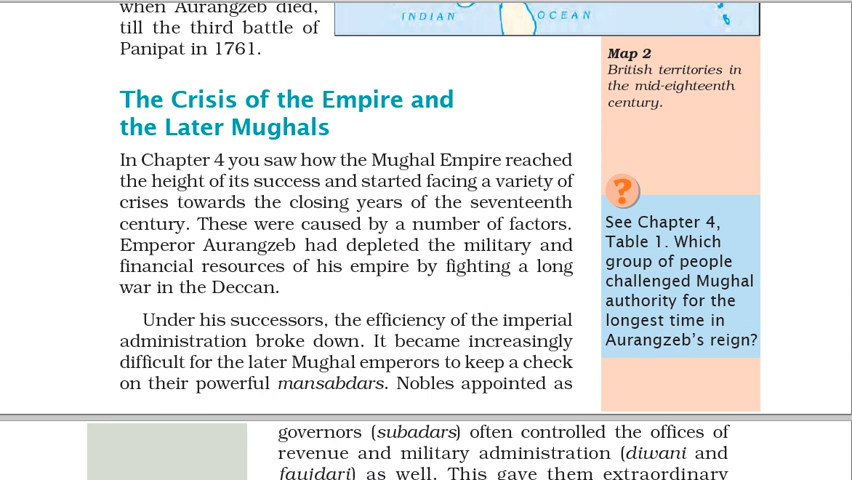 when Aurangzeb died,
till the third battle of
Panipat in 1761.
INDIAN OCEAN
Map 2
British territories in
the mid-eighteenth
century.
The Crisis of the Empire and
the Later Mughals
In Chapter 4 you saw how the Mughal Empire reached
the height of its success and started facing a variety of
crises towards the closing years of the seventeenth
century. These were caused by a number of factors.
Emperor Aurangzeb had depleted the military and
financial resources of his empire by fighting a long
war in the Deccan.
Under his successors, the efficiency of the imperial
administration broke down. It became increasingly
difficult for the later Mughal emperors to keep a check
on their powerful mansabdars. Nobles appointed as
?
See Chapter 4,
Table 1. Which
group of people
challenged Mughal
authority for the
longest time in
Aurangzeb's reign?
governors (subadars) often controlled the offices of
revenue and military administration (diwani and
faujdari) as well. This gave them extraordinary